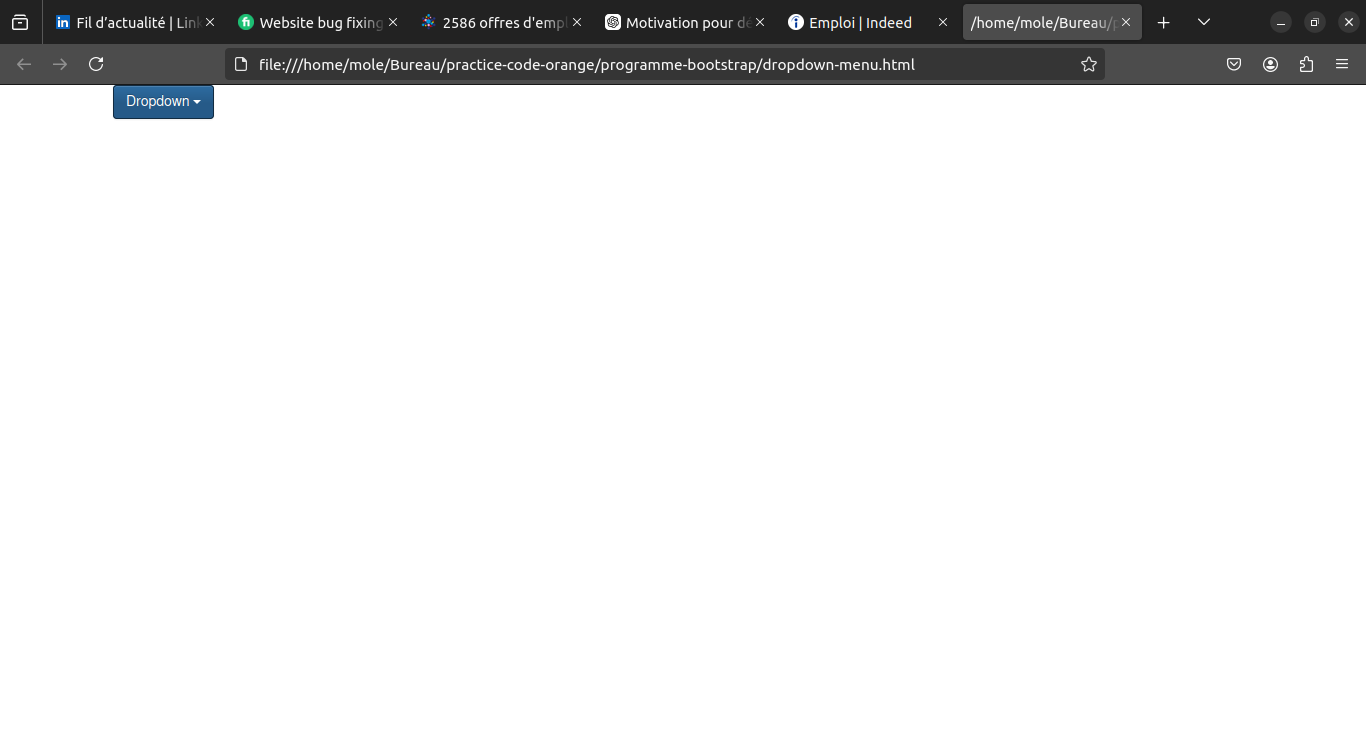 Fil d’actualité | Link
Website bug fixing
2586 offres d'empl
Motivation pour dé
Emploi | Indeed
/home/mole/Bureau/p
file:///home/mole/Bureau/practice-code-orange/programme-bootstrap/dropdown-menu.html
Dropdown